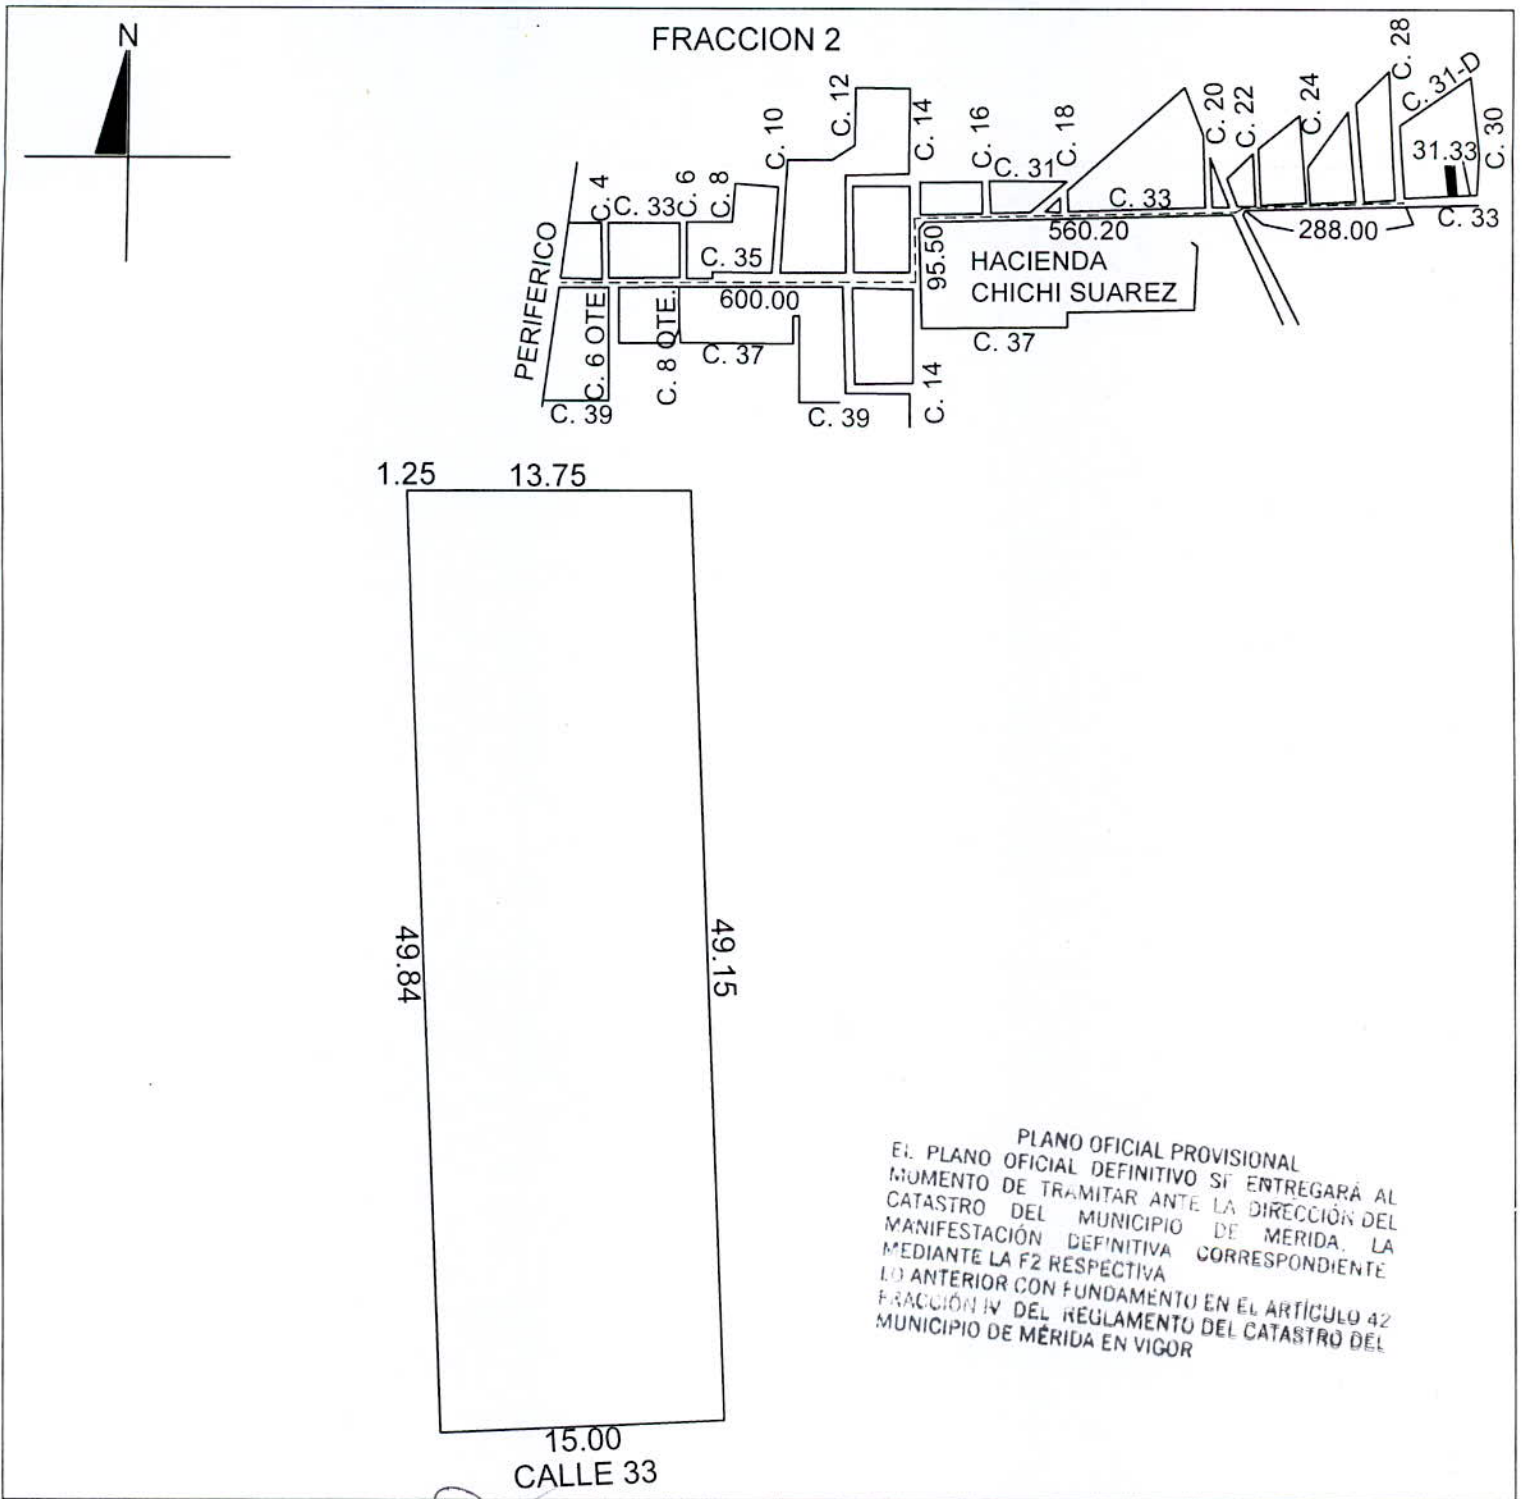 N
FRACCION 2
C. 4
C. 33
C. 6
C. 8
C. 10
C. 12
C. 14
C. 16
C. 31
C. 18
C. 33
C. 20
C. 22
C. 24
C. 28
C. 31-D
C. 30
31.33
C. 33
288.00
560.20
95.50
HACIENDA
CHICHI SUAREZ
C. 35
600.00
PERIFERICO
C. 6 OTE
C. 8 OTE.
C. 37
C. 37
C. 39
C. 39
C. 14
1.25
13.75
49.84
49.15
15.00
CALLE 33
PLANO OFICIAL PROVISIONAL
EL PLANO OFICIAL DEFINITIVO SE ENTREGARÁ AL
MOMENTO DE TRAMITAR ANTE LA DIRECCIÓN DEL
CATASTRO DEL MUNICIPIO DE MERIDA, LA
MANIFESTACIÓN DEFINITIVA CORRESPONDIENTE
MEDIANTE LA F2 RESPECTIVA
LO ANTERIOR CON FUNDAMENTO EN EL ARTÍCULO 42
FRACCIÓN IV DEL REGLAMENTO DEL CATASTRO DEL
MUNICIPIO DE MÉRIDA EN VIGOR